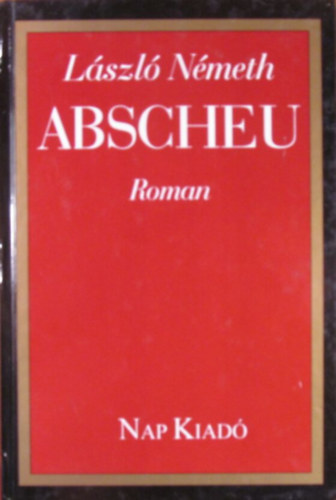 László Németh
ABSCHEU
Roman
NAP KIADÓ